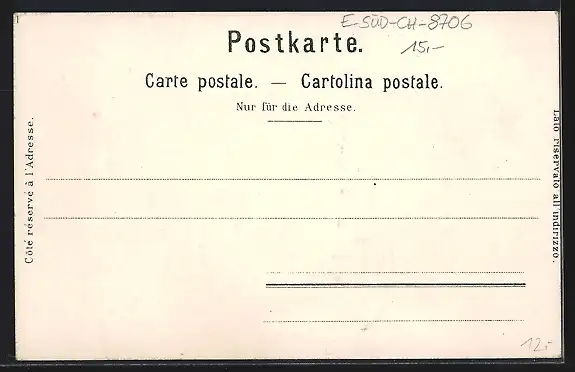 E-SÜD-CH-8706
15,-
Postkarte.
Carte postale. — Cartolina postale.
Nur für die Adresse.
Côté réservé à l'Adresse.
Lato riservato all'indirizzo.
12,-